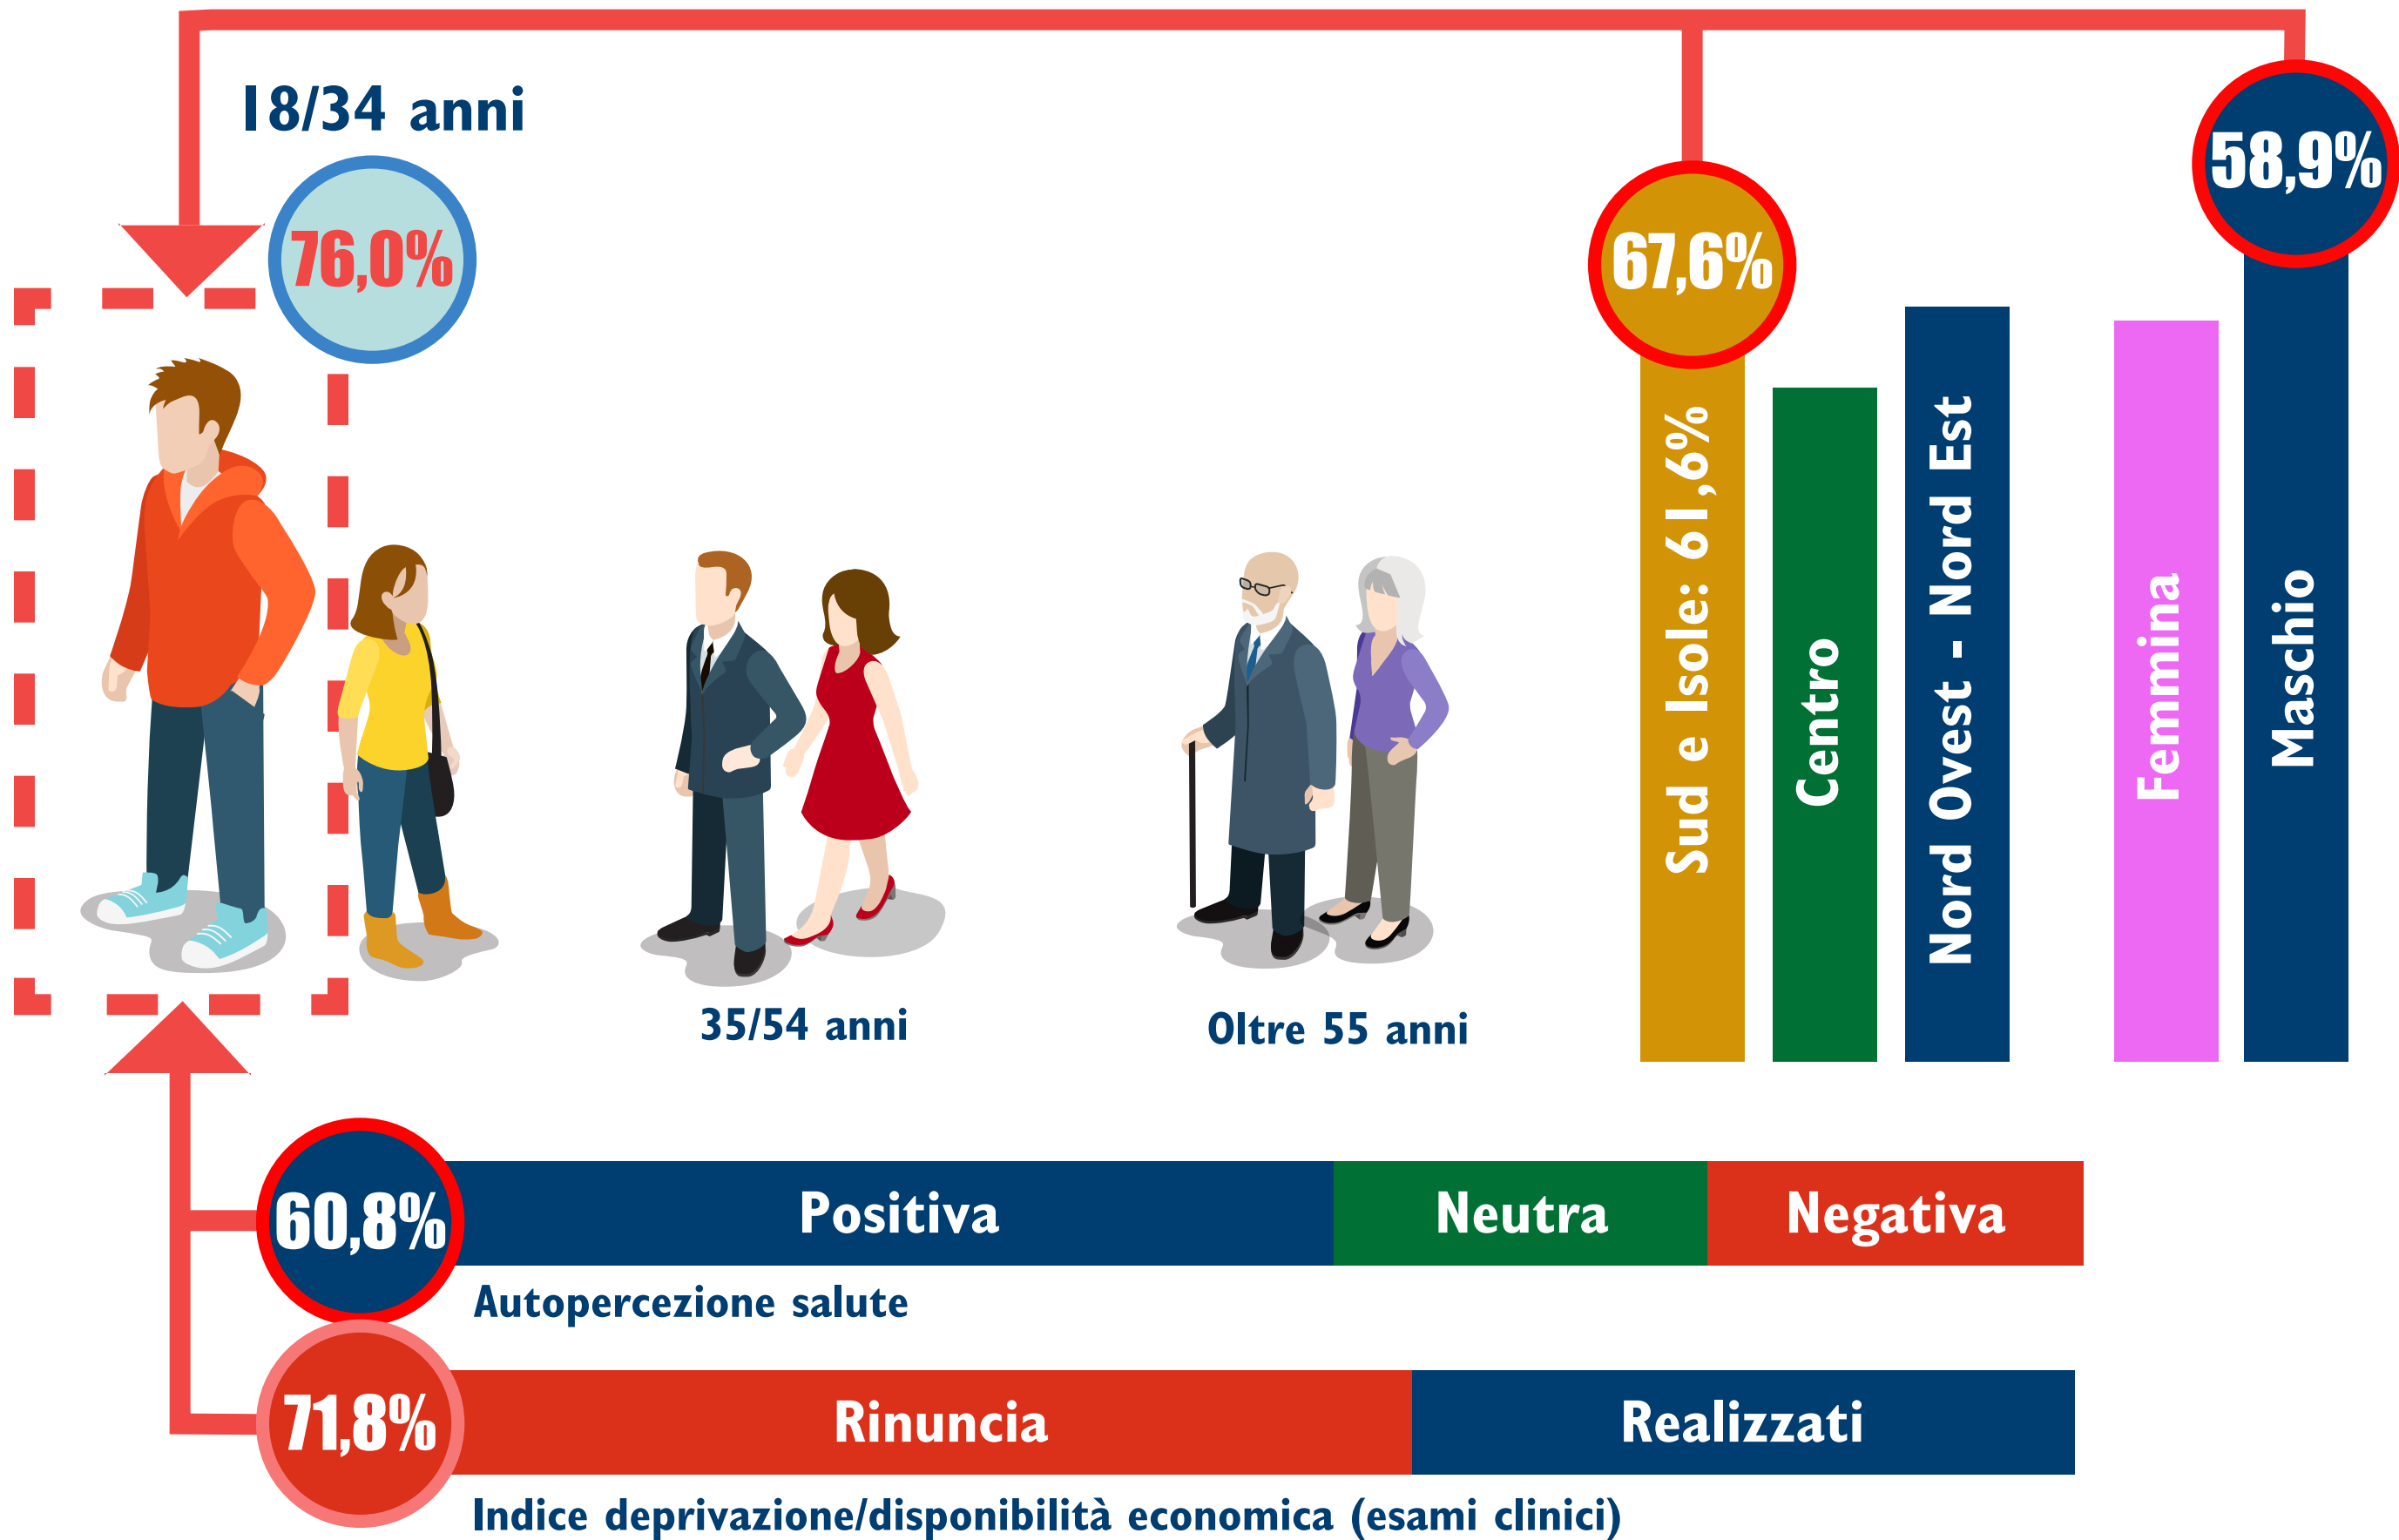 18/34 anni
76,0%
67,6%
58,9%
Sud e Isole: 61,6%
Centro
Nord Ovest - Nord Est
Femmina
Maschio
35/54 anni
Oltre 55 anni
60,8%
Positiva
Neutra
Negativa
Autopercezione salute
71,8%
Rinuncia
Realizzati
Indice deprivazione/disponibilità economica (esami clinici)